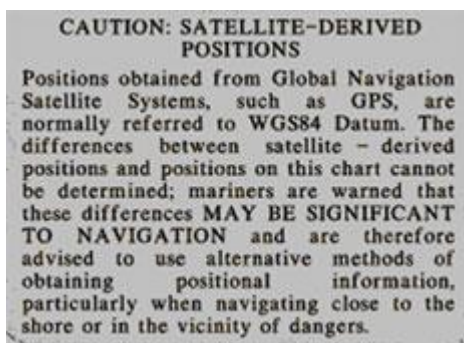 CAUTION: SATELLITE-DERIVED
POSITIONS
Positions obtained from Global Navigation
Satellite Systems, such as GPS, are
normally referred to WGS84 Datum. The
differences between satellite - derived
positions and positions on this chart cannot
be determined; mariners are warned that
these differences MAY BE SIGNIFICANT
TO NAVIGATION and are therefore
advised to use alternative methods of
obtaining positional information,
particularly when navigating close to the
shore or in the vicinity of dangers.